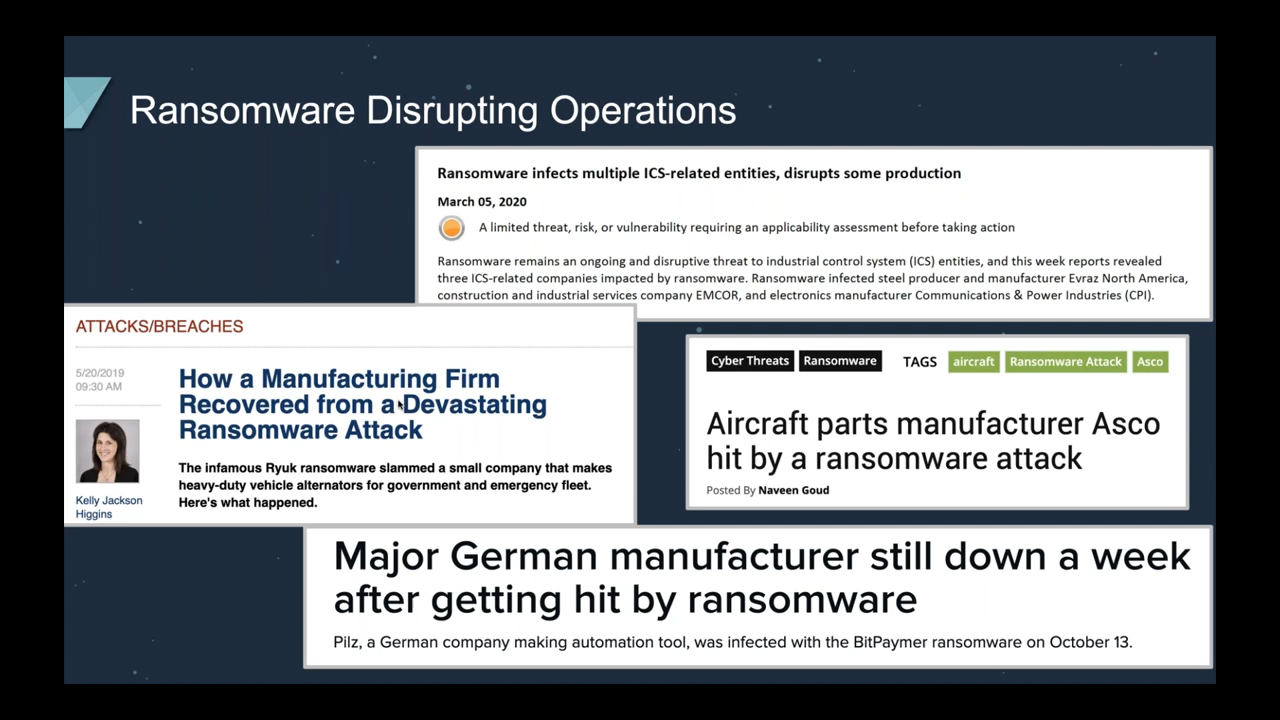 Ransomware Disrupting Operations
Ransomware infects multiple ICS-related entities, disrupts some production
March 05, 2020
A limited threat, risk, or vulnerability requiring an applicability assessment before taking action
Ransomware remains an ongoing and disruptive threat to industrial control system (ICS) entities, and this week reports revealed
three ICS-related companies impacted by ransomware. Ransomware infected steel producer and manufacturer Evraz North America,
construction and industrial services company EMCOR, and electronics manufacturer Communications & Power Industries (CPI).
ATTACKS/BREACHES
5/20/2019
09:30 AM
Kelly Jackson
Higgins
How a Manufacturing Firm
Recovered from a Devastating
Ransomware Attack
The infamous Ryuk ransomware slammed a small company that makes
heavy-duty vehicle alternators for government and emergency fleet.
Here's what happened.
Cyber Threats Ransomware TAGS aircraft Ransomware Attack Asco
Aircraft parts manufacturer Asco
hit by a ransomware attack
Posted By Naveen Goud
Major German manufacturer still down a week
after getting hit by ransomware
Pilz, a German company making automation tool, was infected with the BitPaymer ransomware on October 13.